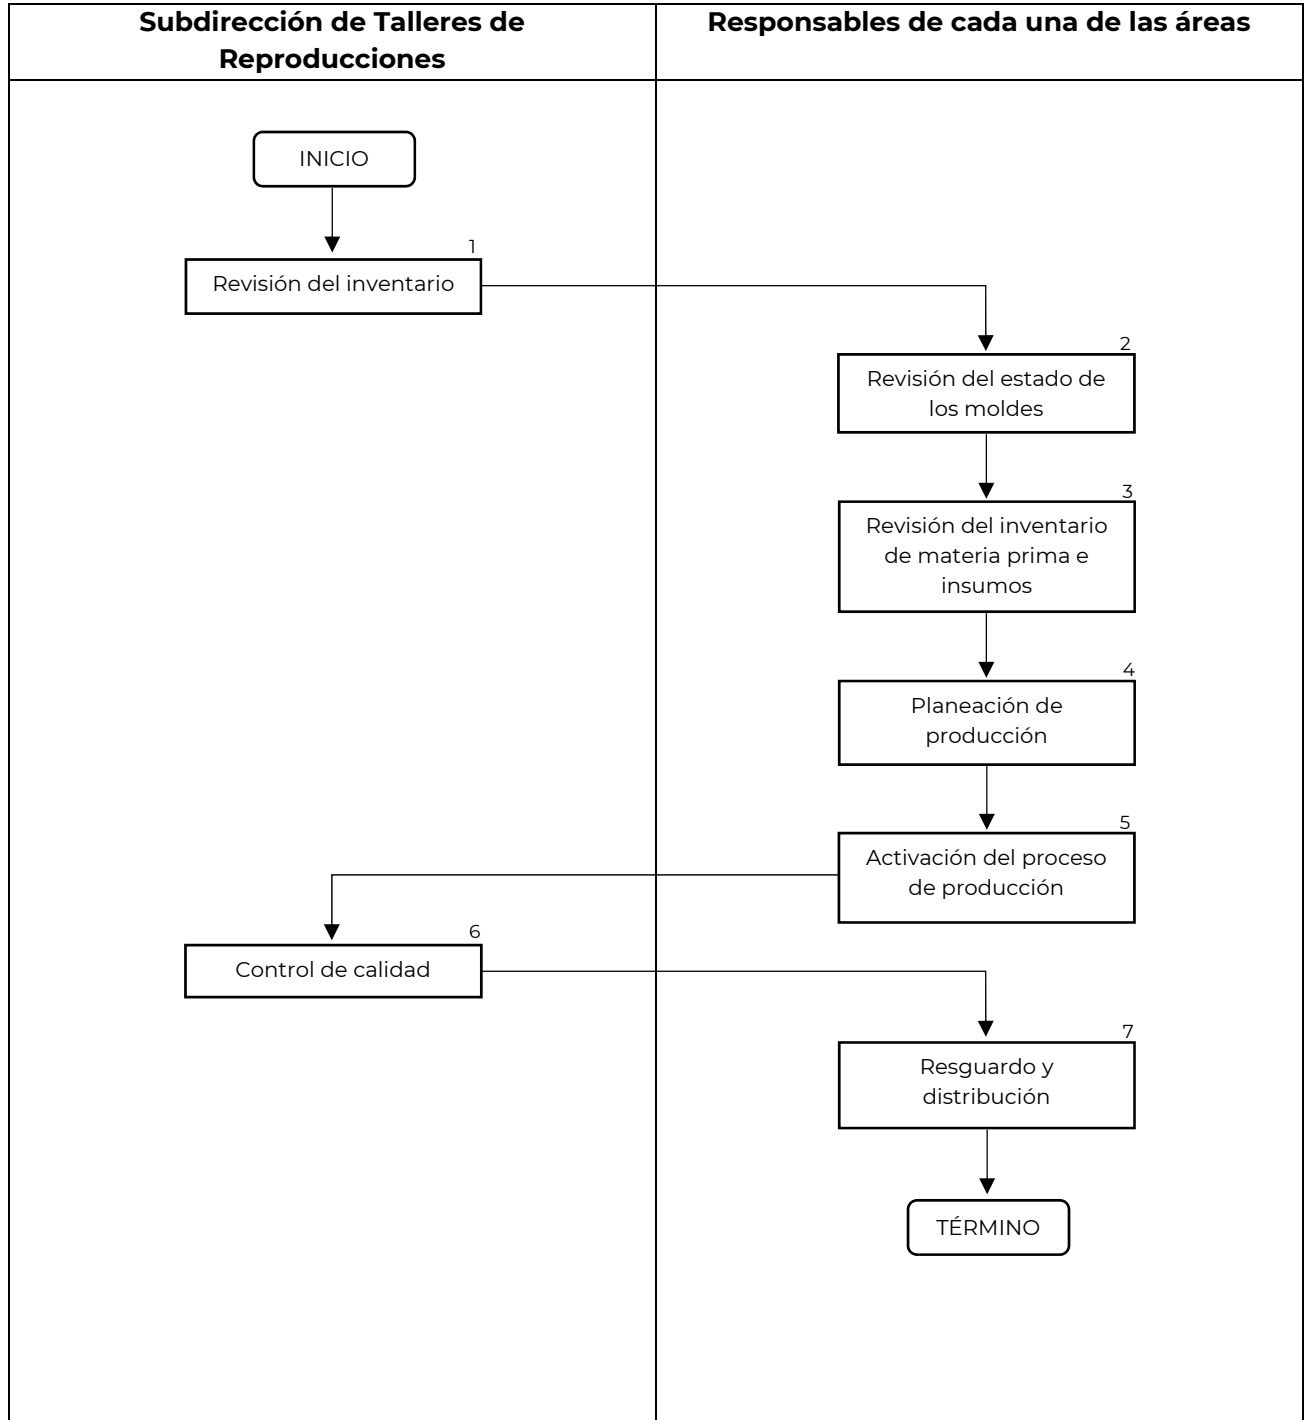 Subdirección de Talleres de
Reproducciones
Responsables de cada una de las áreas
INICIO
1
Revisión del inventario
2
Revisión del estado de
los moldes
3
Revisión del inventario
de materia prima e
insumos
4
Planeación de
producción
5
Activación del proceso
de producción
6
Control de calidad
7
Resguardo y
distribución
TÉRMINO